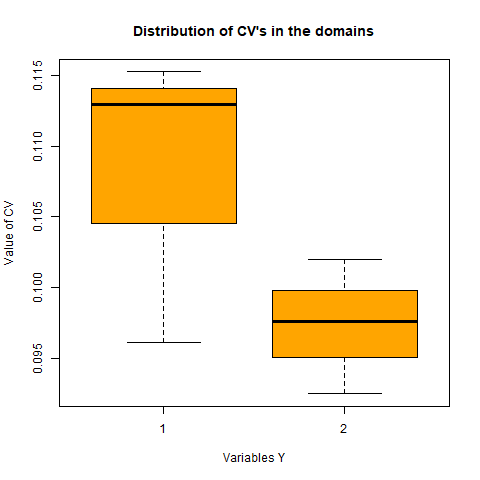 Distribution of CV's in the domains
Value of CV
0.115
0.110
0.105
0.100
0.095
1 2
Variables Y